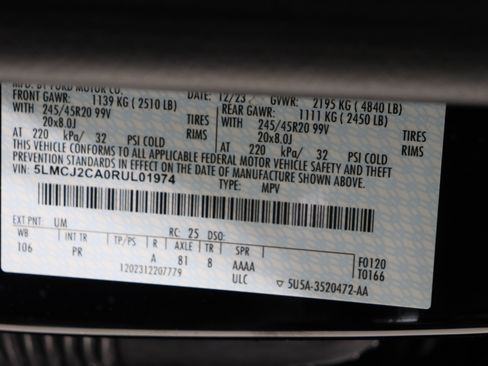 MFD. BY FORD MOTOR CO. DATE: 12/23 GVWR: 2195 KG ( 4840 LB)
FRONT GAWR: 1139 KG ( 2510 LB) REAR GAWR: 1111 KG ( 2450 LB)
WITH 245/45R20 99V TIRES WITH 245/45R20 99V TIRES
20x8.0J RIMS 20x8.0J RIMS
AT 220 kPa/ 32 PSI COLD AT 220 kPa/ 32 PSI COLD
THIS VEHICLE CONFORMS TO ALL APPLICABLE FEDERAL MOTOR VEHICLE SAFETY AND THEFT
PREVENTION STANDARDS IN EFFECT ON THE DATE OF MANUFACTURE SHOWN ABOVE.
VIN: 5LMCJ2CA0RUL01974 TYPE: MPV
EXT PNT: UM RC: 25 DSO: F0120
WB INT TR TP/PS R AXLE TR SPR T0166
106 PR A 81 8 AAAA
1202312207779 ULC ▽ 5U5A-3520472-AA